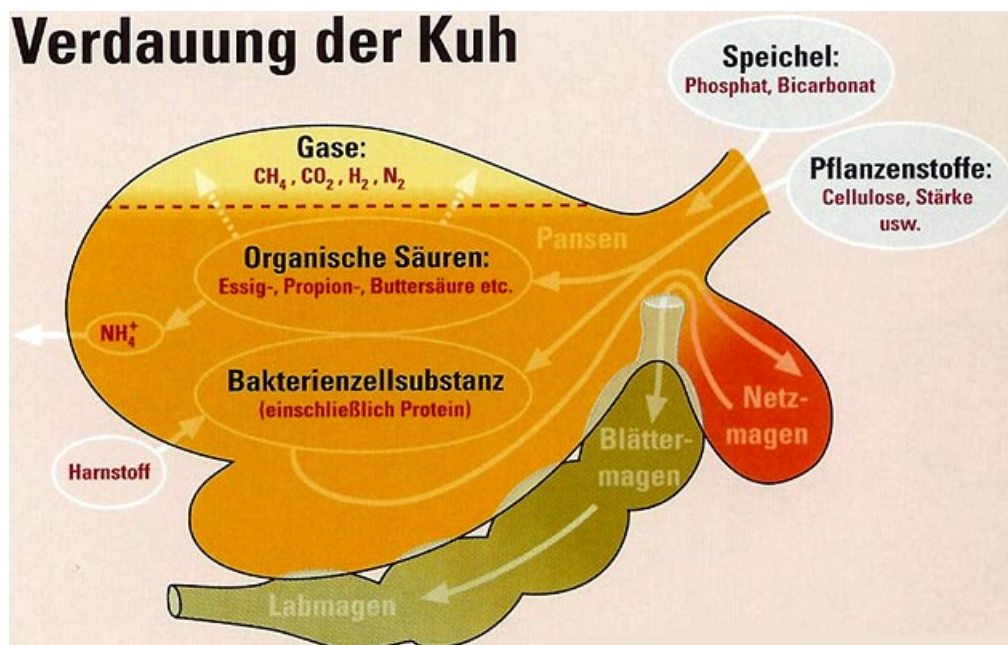 Verdauung der Kuh
Speichel:
Phosphat, Bicarbonat
Gase:
CH₄ , CO₂ , H₂ , N₂
Pflanzenstoffe:
Cellulose, Stärke
usw.
Pansen
Organische Säuren:
Essig-, Propion-, Buttersäure etc.
NH₄⁺
Bakterienzellsubstanz
(einschließlich Protein)
Netz-
magen
Blätter-
magen
Harnstoff
Labmagen